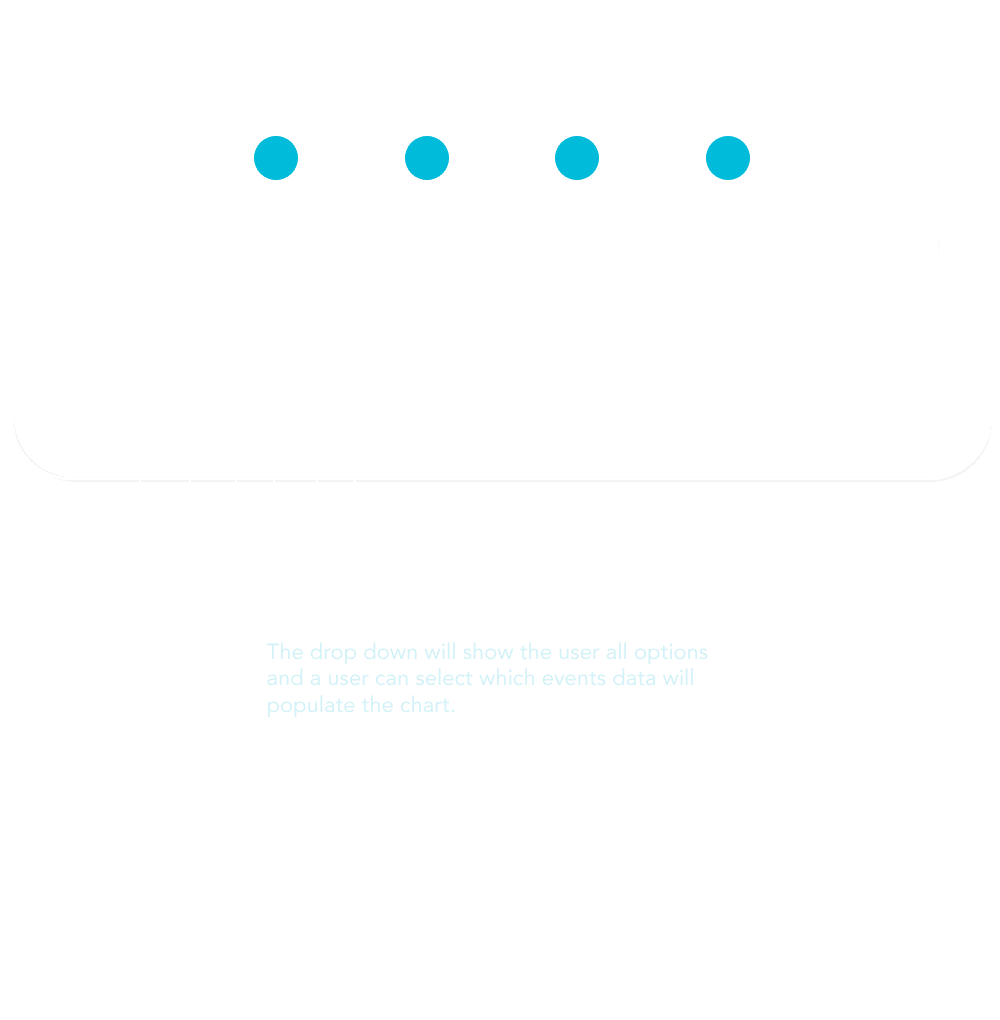 The drop down will show the user all options
and a user can select which events data will
populate the chart.